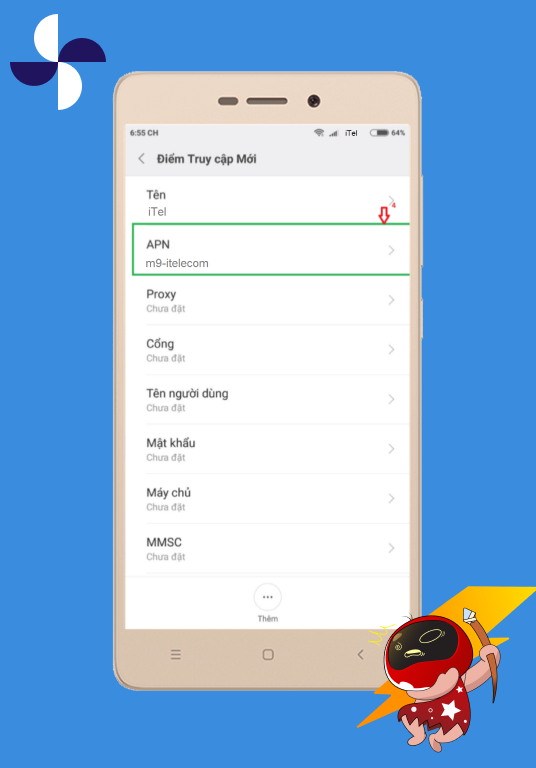 6:55 CH iTel 64%
Điểm Truy cập Mới
Tên
iTel
4
APN
m9-itelecom
Proxy
Chưa đặt
Cổng
Chưa đặt
Tên người dùng
Chưa đặt
Mật khẩu
Chưa đặt
Máy chủ
Chưa đặt
MMSC
Chưa đặt
Thêm